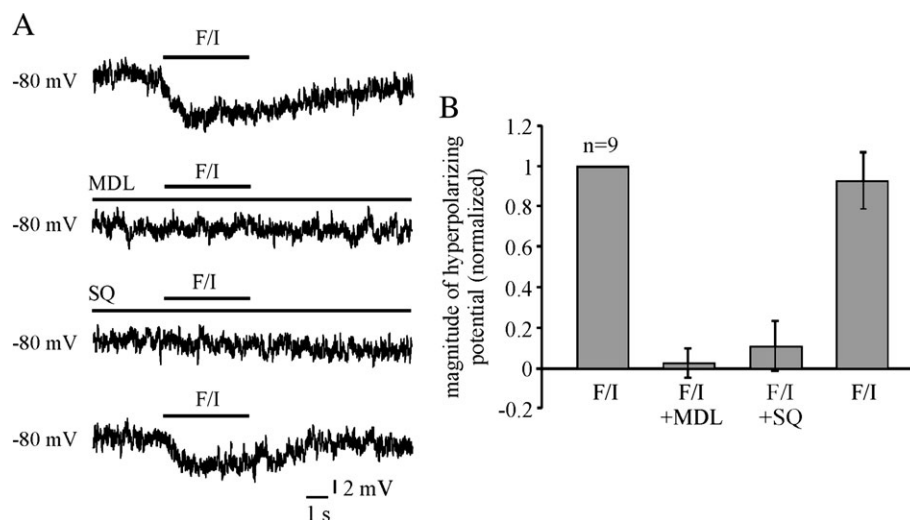 A
F/I
-80 mV
MDL
F/I
-80 mV
SQ
F/I
-80 mV
F/I
-80 mV
2 mV
1 s
B
magnitude of hyperpolarizing
potential (normalized)
1.2
1
0.8
0.6
0.4
0.2
0
-0.2
n=9
F/I
F/I
+MDL
F/I
+SQ
F/I